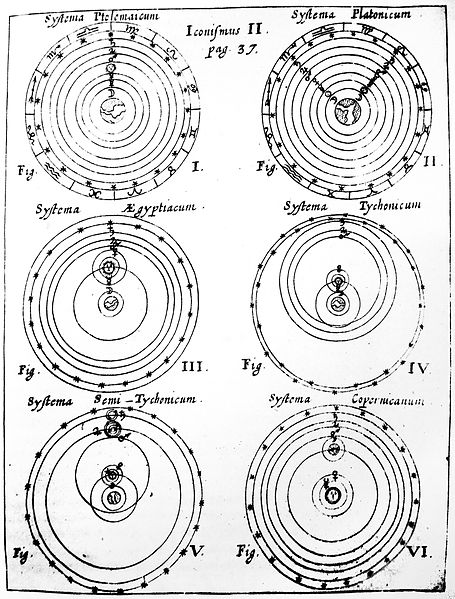 Systema Ptolemaicum
Iconismus II.
pag. 37.
Systema Platonicum
Fig. I.
Fig. II.
Systema Ægyptiacum.
Systema Tychonicum
Fig. III.
Fig. IV.
Systema Semi-Tychonicum.
Systema Copernicanum
Fig. V.
Fig. VI.